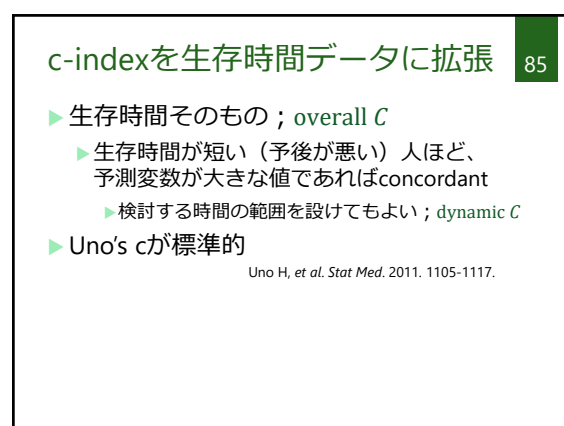 c-indexを生存時間データに拡張
85
生存時間そのもの；overall C
生存時間が短い（予後が悪い）人ほど、
予測変数が大きな値であればconcordant
検討する時間の範囲を設けてもよい；dynamic C
Uno's cが標準的
Uno H, et al. Stat Med. 2011. 1105-1117.